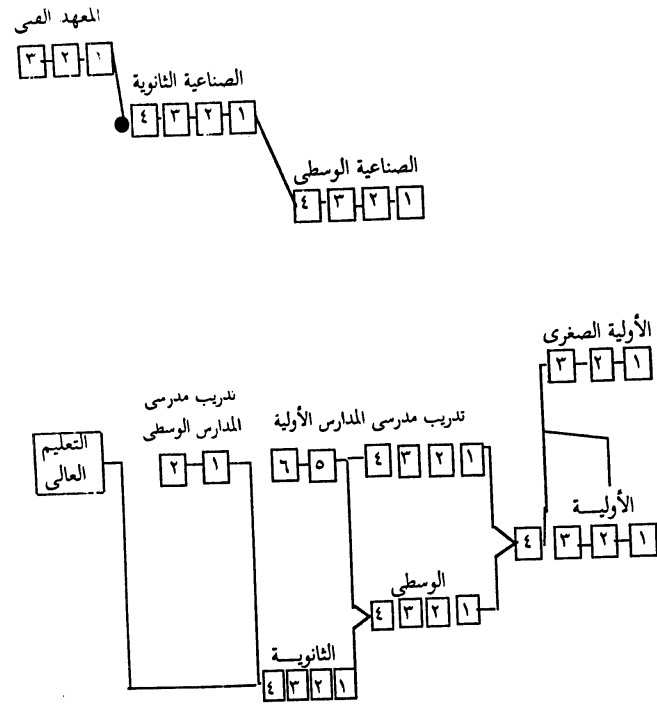 المعهد الفنى
٣ ٢ ١
الصناعية الثانوية
٤ ٣ ٢ ١
الصناعية الوسطى
٤ ٣ ٢ ١
الأولية الصغرى
٣ ٢ ١
تدريب مدرسى
المدارس الوسطى
٢ ١
تدريب مدرسى المدارس الأولية
٦ ٥ ٤ ٣ ٢ ١
التعليم
العالى
الأوليـــة
٤ ٣ ٢ ١
الوسطى
٤ ٣ ٢ ١
الثانويـــة
٤ ٣ ٢ ١